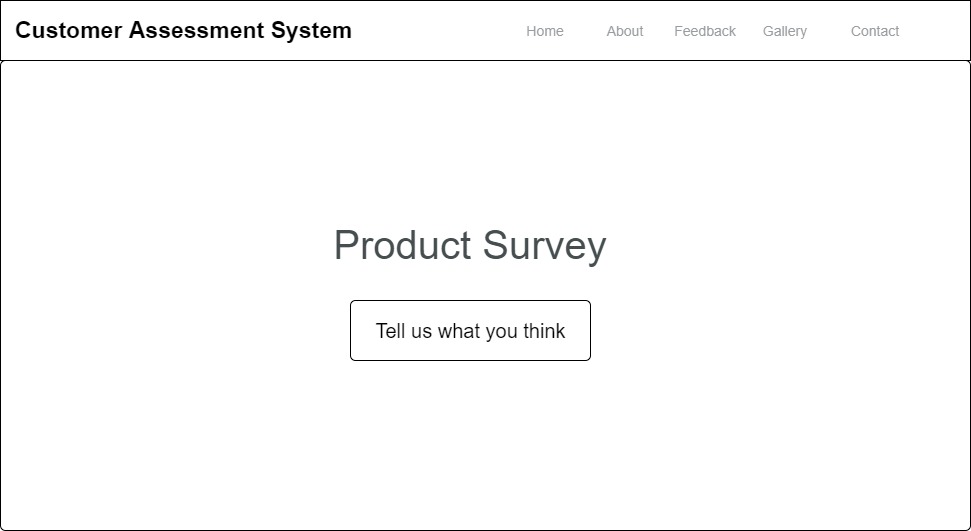 Customer Assessment System
Home About Feedback Gallery Contact
Product Survey
Tell us what you think